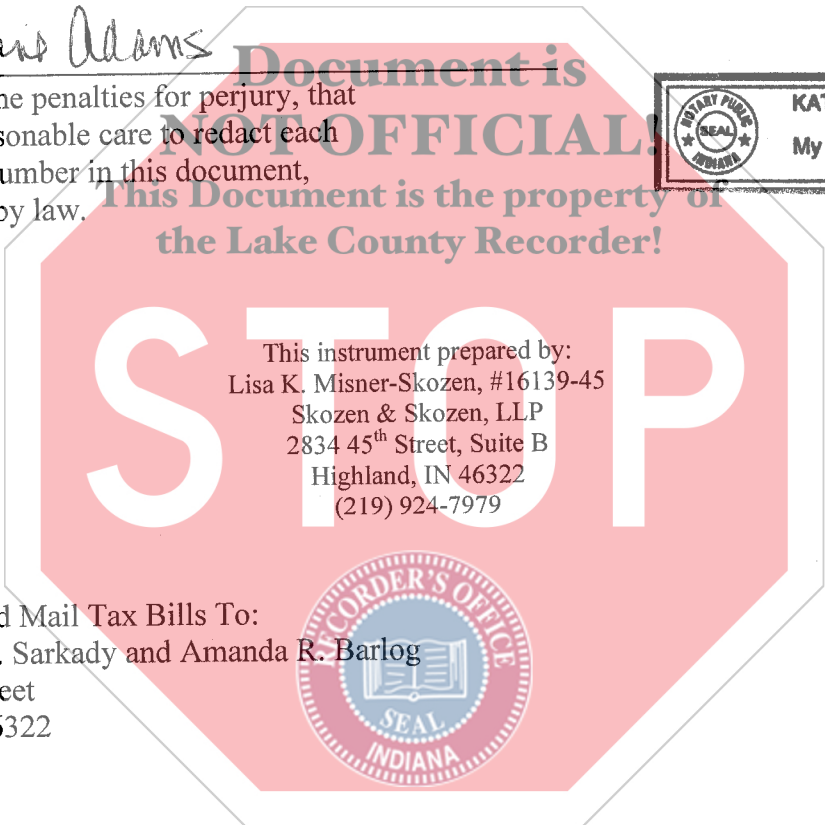 Adams
Document is
he penalties for perjury, that
sonable care to redact each
NOT OFFICIAL!
umber in this document,
This Document is the property of
by law.
the Lake County Recorder!
NOTARY PUBLIC
SEAL
INDIANA
KA
My
STOP
This instrument prepared by:
Lisa K. Misner-Skozen, #16139-45
Skozen & Skozen, LLP
2834 45th Street, Suite B
Highland, IN 46322
(219) 924-7979
d Mail Tax Bills To:
. Sarkady and Amanda R. Barlog
eet
6322
RECORDER'S OFFICE
SEAL
INDIANA